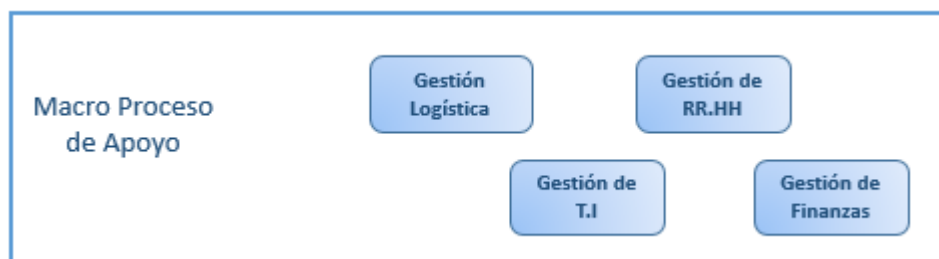 Macro Proceso
de Apoyo
Gestión
Logística
Gestión de
RR.HH
Gestión de
T.I
Gestión de
Finanzas